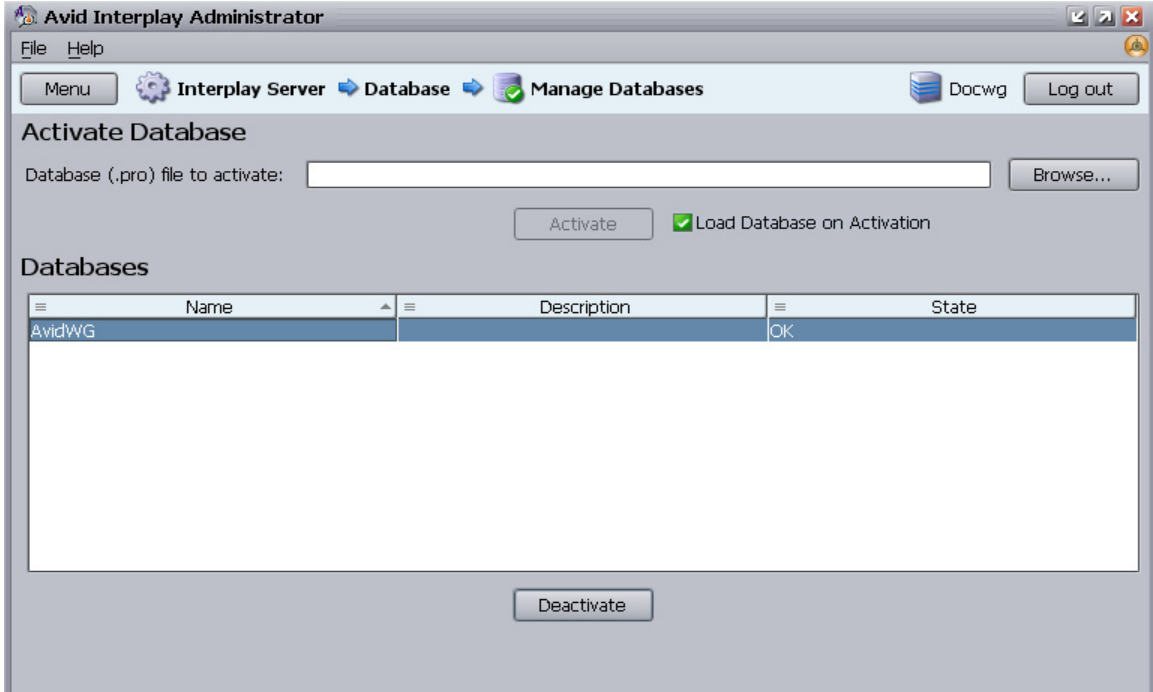 Avid Interplay Administrator
File Help
Menu Interplay Server Database Manage Databases Docwg Log out
Activate Database
Database (.pro) file to activate: Browse...
Activate Load Database on Activation
Databases
Name Description State
AvidWG OK
Deactivate